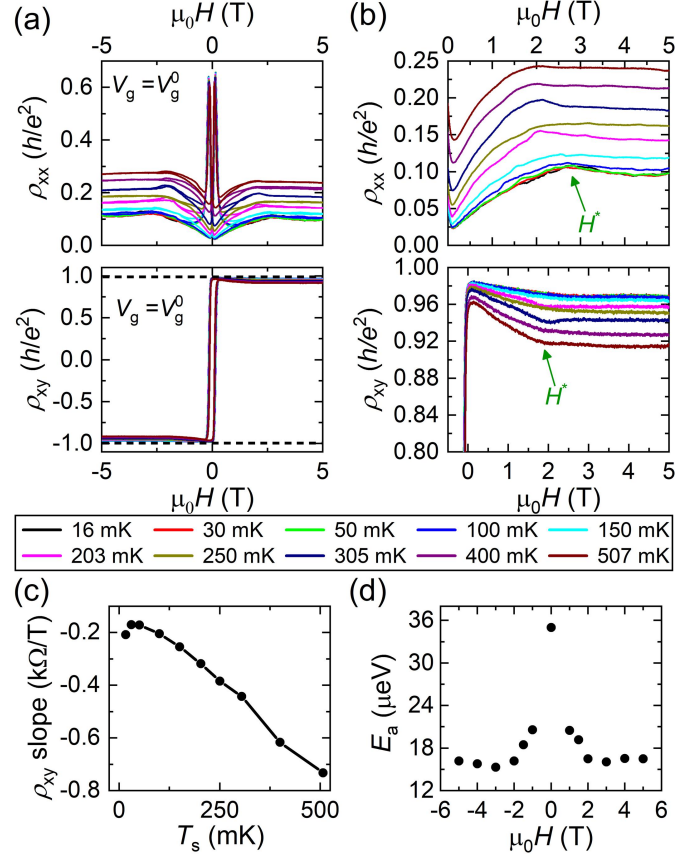 (a)
μ0H (T)
-5 0 5
Vg = Vg0
0.6
0.4
0.2
0.0
ρxx (h/e2)
1.0
0.5
0.0
-0.5
-1.0
ρxy (h/e2)
Vg = Vg0
-5 0 5
μ0H (T)
(b)
μ0H (T)
0 1 2 3 4 5
0.25
0.20
0.15
0.10
0.05
0.00
ρxx (h/e2)
H*
1.00
0.96
0.92
0.88
0.84
0.80
ρxy (h/e2)
H*
0 1 2 3 4 5
μ0H (T)
16 mK 30 mK 50 mK 100 mK 150 mK
203 mK 250 mK 305 mK 400 mK 507 mK
(c)
-0.2
-0.4
-0.6
-0.8
ρxy slope (kΩ/T)
0 250 500
Ts (mK)
(d)
36
30
24
18
12
Ea (μeV)
-6 -4 -2 0 2 4 6
μ0H (T)